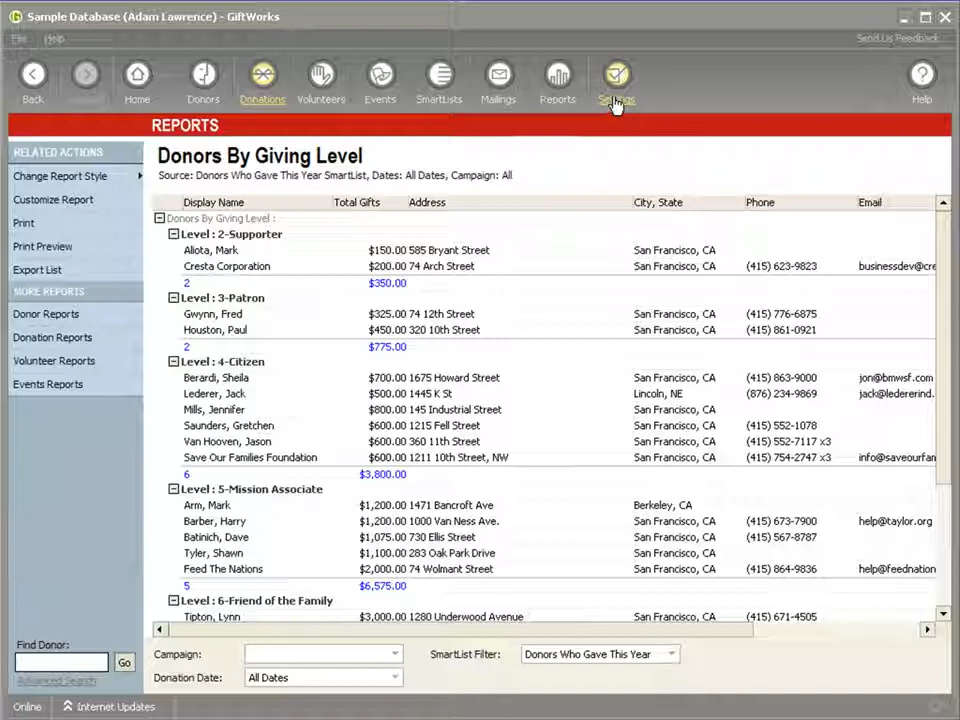 Sample Database (Adam Lawrence) - GiftWorks
File Help Send Us Feedback
Back Home Donors Donations Volunteers Events SmartLists Mailings Reports Settings Help
REPORTS
RELATED ACTIONS
Change Report Style
Customize Report
Print
Print Preview
Export List
MORE REPORTS
Donor Reports
Donation Reports
Volunteer Reports
Events Reports
Find Donor:
Go
Advanced Search
Donors By Giving Level
Source: Donors Who Gave This Year SmartList, Dates: All Dates, Campaign: All
Display Name Total Gifts Address City, State Phone Email
Donors By Giving Level :
Level : 2-Supporter
Aliota, Mark $150.00 585 Bryant Street San Francisco, CA
Cresta Corporation $200.00 74 Arch Street San Francisco, CA (415) 623-9823 businessdev@cre
2 $350.00
Level : 3-Patron
Gwynn, Fred $325.00 74 12th Street San Francisco, CA (415) 776-6875
Houston, Paul $450.00 320 10th Street San Francisco, CA (415) 861-0921
2 $775.00
Level : 4-Citizen
Berardi, Sheila $700.00 1675 Howard Street San Francisco, CA (415) 863-9000 jon@bmwsf.com
Lederer, Jack $500.00 1445 K St Lincoln, NE (876) 234-9869 jack@ledererind.
Mills, Jennifer $800.00 145 Industrial Street San Francisco, CA
Saunders, Gretchen $600.00 1215 Fell Street San Francisco, CA (415) 552-1078
Van Hooven, Jason $600.00 360 11th Street San Francisco, CA (415) 552-7117 x3
Save Our Families Foundation $600.00 1211 10th Street, NW San Francisco, CA (415) 754-2747 x3 info@saveourfan
6 $3,800.00
Level : 5-Mission Associate
Arm, Mark $1,200.00 1471 Bancroft Ave Berkeley, CA
Barber, Harry $1,200.00 1000 Van Ness Ave. San Francisco, CA (415) 673-7900 help@taylor.org
Batinich, Dave $1,075.00 730 Ellis Street San Francisco, CA (415) 567-8787
Tyler, Shawn $1,100.00 283 Oak Park Drive San Francisco, CA
Feed The Nations $2,000.00 74 Wolmant Street San Francisco, CA (415) 864-9836 help@feednation
5 $6,575.00
Level : 6-Friend of the Family
Tipton, Lynn $3,000.00 1280 Underwood Avenue San Francisco, CA (415) 671-4505
Campaign: SmartList Filter: Donors Who Gave This Year
Donation Date: All Dates
Online Internet Updates